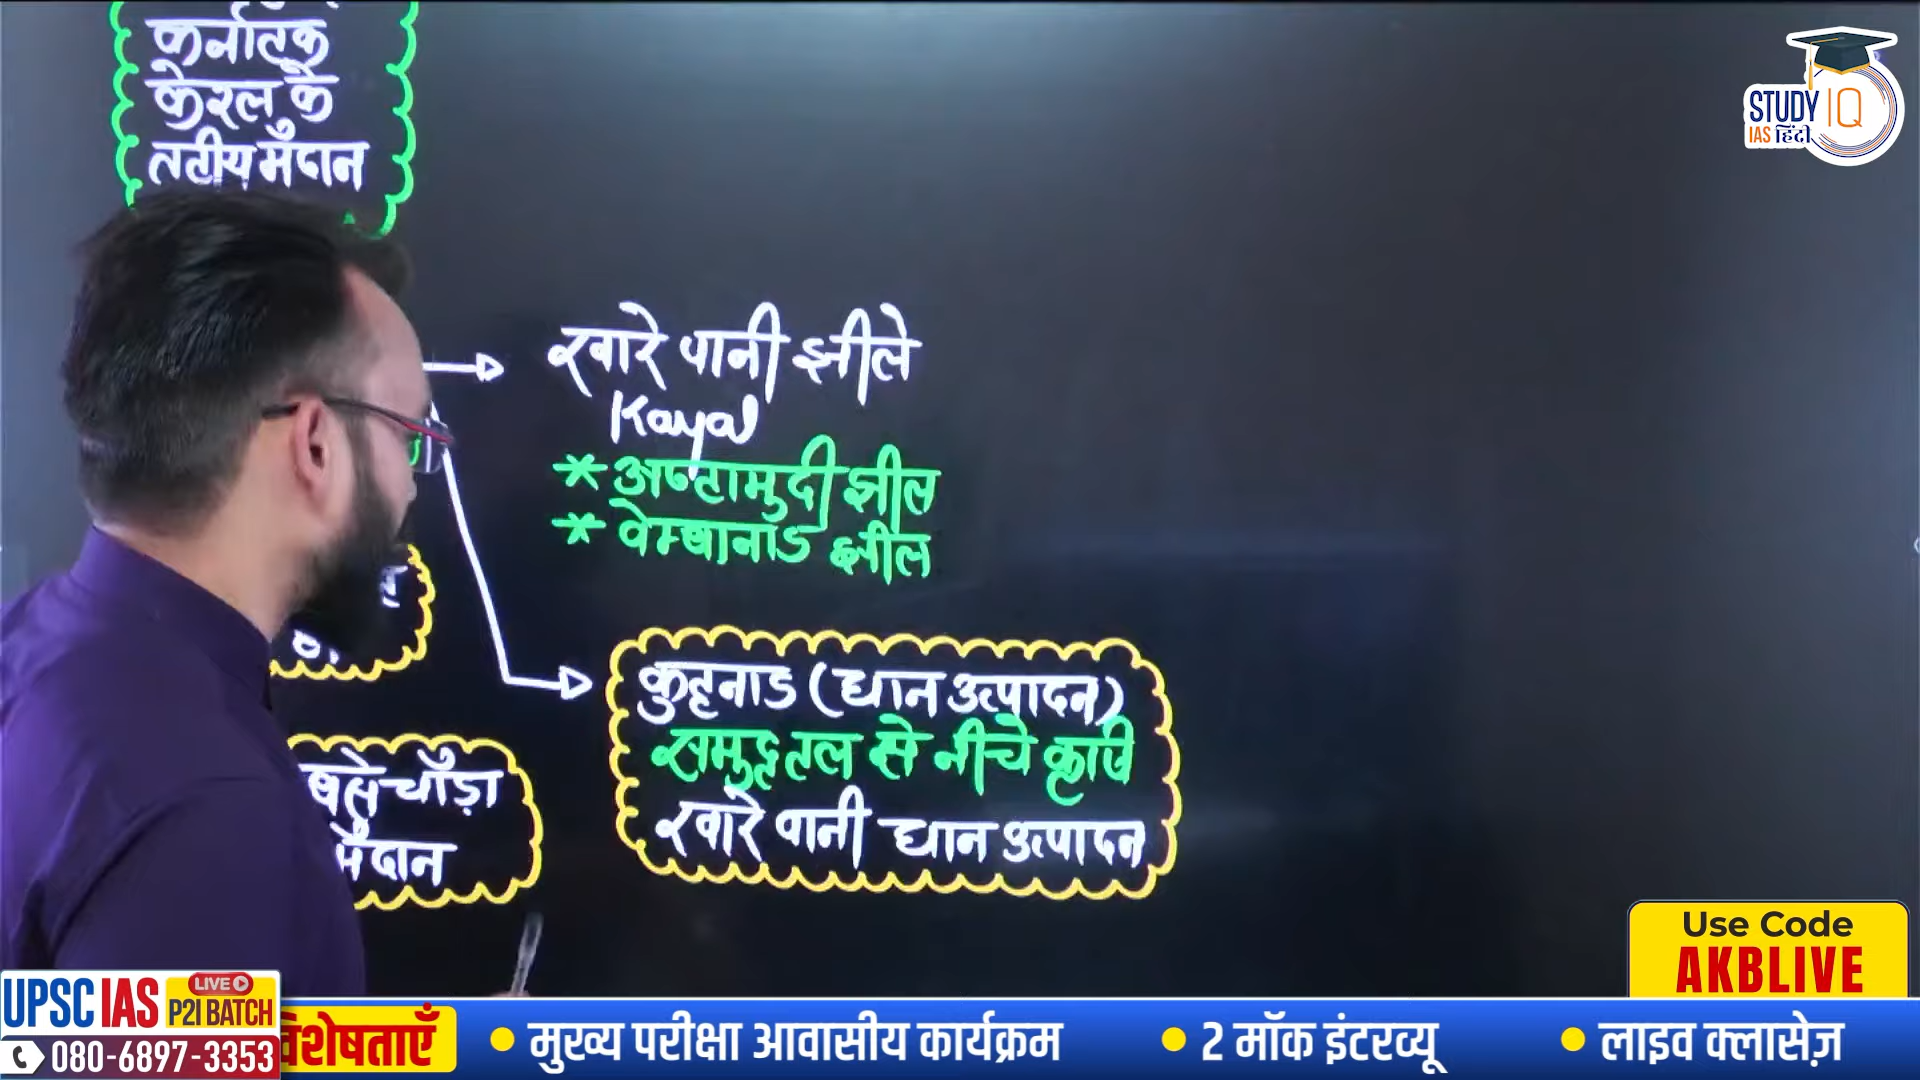 कर्नाटक
केरल के
तटीय मैदान
खारे पानी झीले
Kayal
* अष्टामुदी झील
* वेम्बानाड झील
कुट्टनाड (धान उत्पादन)
समुद्रतल से नीचे कृषि
खारे पानी धान उत्पादन
चौड़ा
मैदान
STUDY IQ
IAS हिंदी
Use Code
AKBLIVE
UPSC IAS LIVE P2I BATCH
080-6897-3353
विशेषताएँ • मुख्य परीक्षा आवासीय कार्यक्रम • 2 मॉक इंटरव्यू • लाइव क्लासेज़